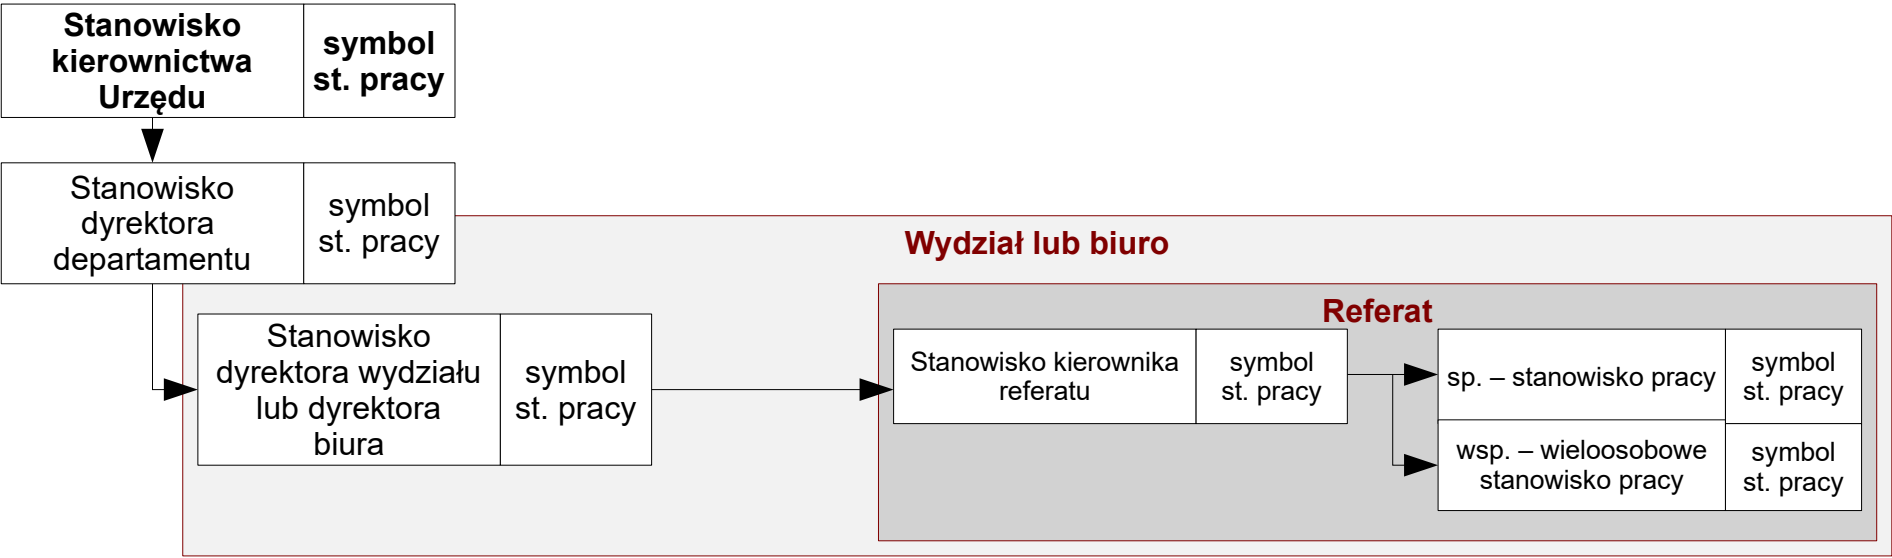 Stanowisko
kierownictwa
Urzędu
symbol
st. pracy
Stanowisko
dyrektora
departamentu
symbol
st. pracy
Wydział lub biuro
Stanowisko
dyrektora wydziału
lub dyrektora
biura
symbol
st. pracy
Referat
Stanowisko kierownika
referatu
symbol
st. pracy
sp. – stanowisko pracy
symbol
st. pracy
wsp. – wieloosobowe
stanowisko pracy
symbol
st. pracy